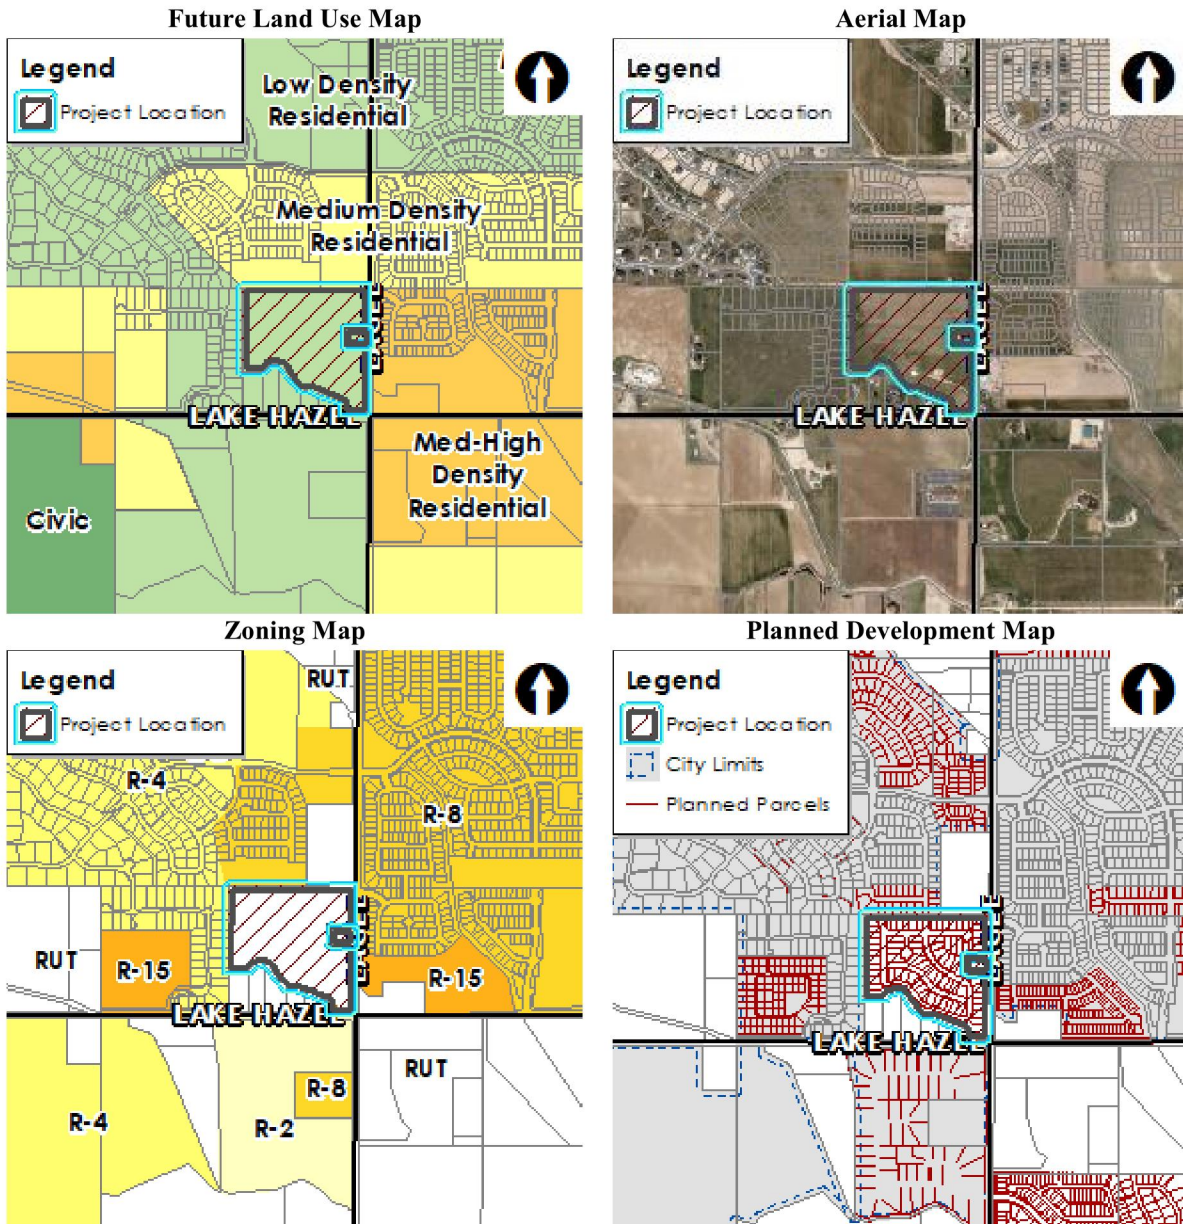 Future Land Use Map
Legend
Project Location
Low Density
Residential
Medium Density
Residential
LAKE HAZEL
Med-High
Density
Residential
Civic
Aerial Map
Legend
Project Location
LAKE HAZEL
Zoning Map
Legend
Project Location
RUT
R-4
R-8
RUT
R-15
R-15
LAKE HAZEL
RUT
R-8
R-4
R-2
Planned Development Map
Legend
Project Location
City Limits
Planned Parcels
LAKE HAZEL